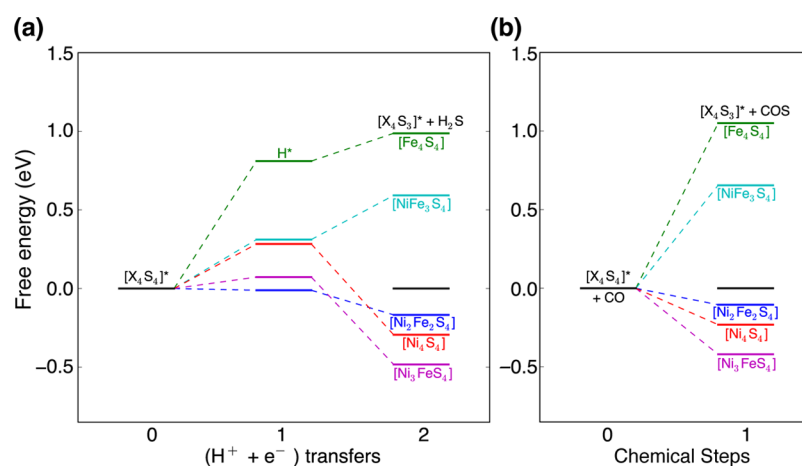 (a)
Free energy (eV)
1.5
1.0
0.5
0.0
−0.5
[X₄S₄]*
H*
[X₄S₃]* + H₂S
[Fe₄S₄]
[NiFe₃S₄]
[Ni₂Fe₂S₄]
[Ni₄S₄]
[Ni₃FeS₄]
0 1 2
(H⁺ + e⁻) transfers
(b)
1.5
1.0
0.5
0.0
−0.5
[X₄S₄]*
+ CO
[X₄S₃]* + COS
[Fe₄S₄]
[NiFe₃S₄]
[Ni₂Fe₂S₄]
[Ni₄S₄]
[Ni₃FeS₄]
0 1
Chemical Steps